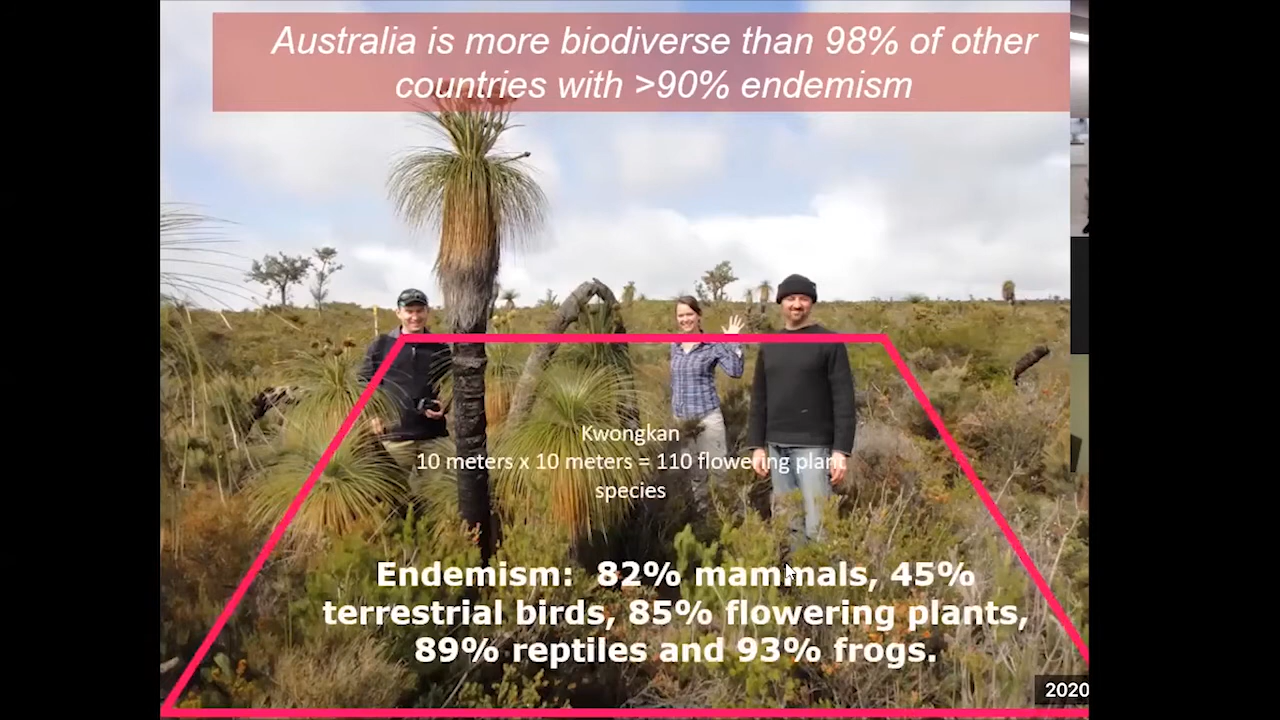 Australia is more biodiverse than 98% of other
countries with >90% endemism
Kwongkan
10 meters x 10 meters = 110 flowering plant
species
Endemism:  82% mammals, 45%
terrestrial birds, 85% flowering plants,
89% reptiles and 93% frogs.
2020